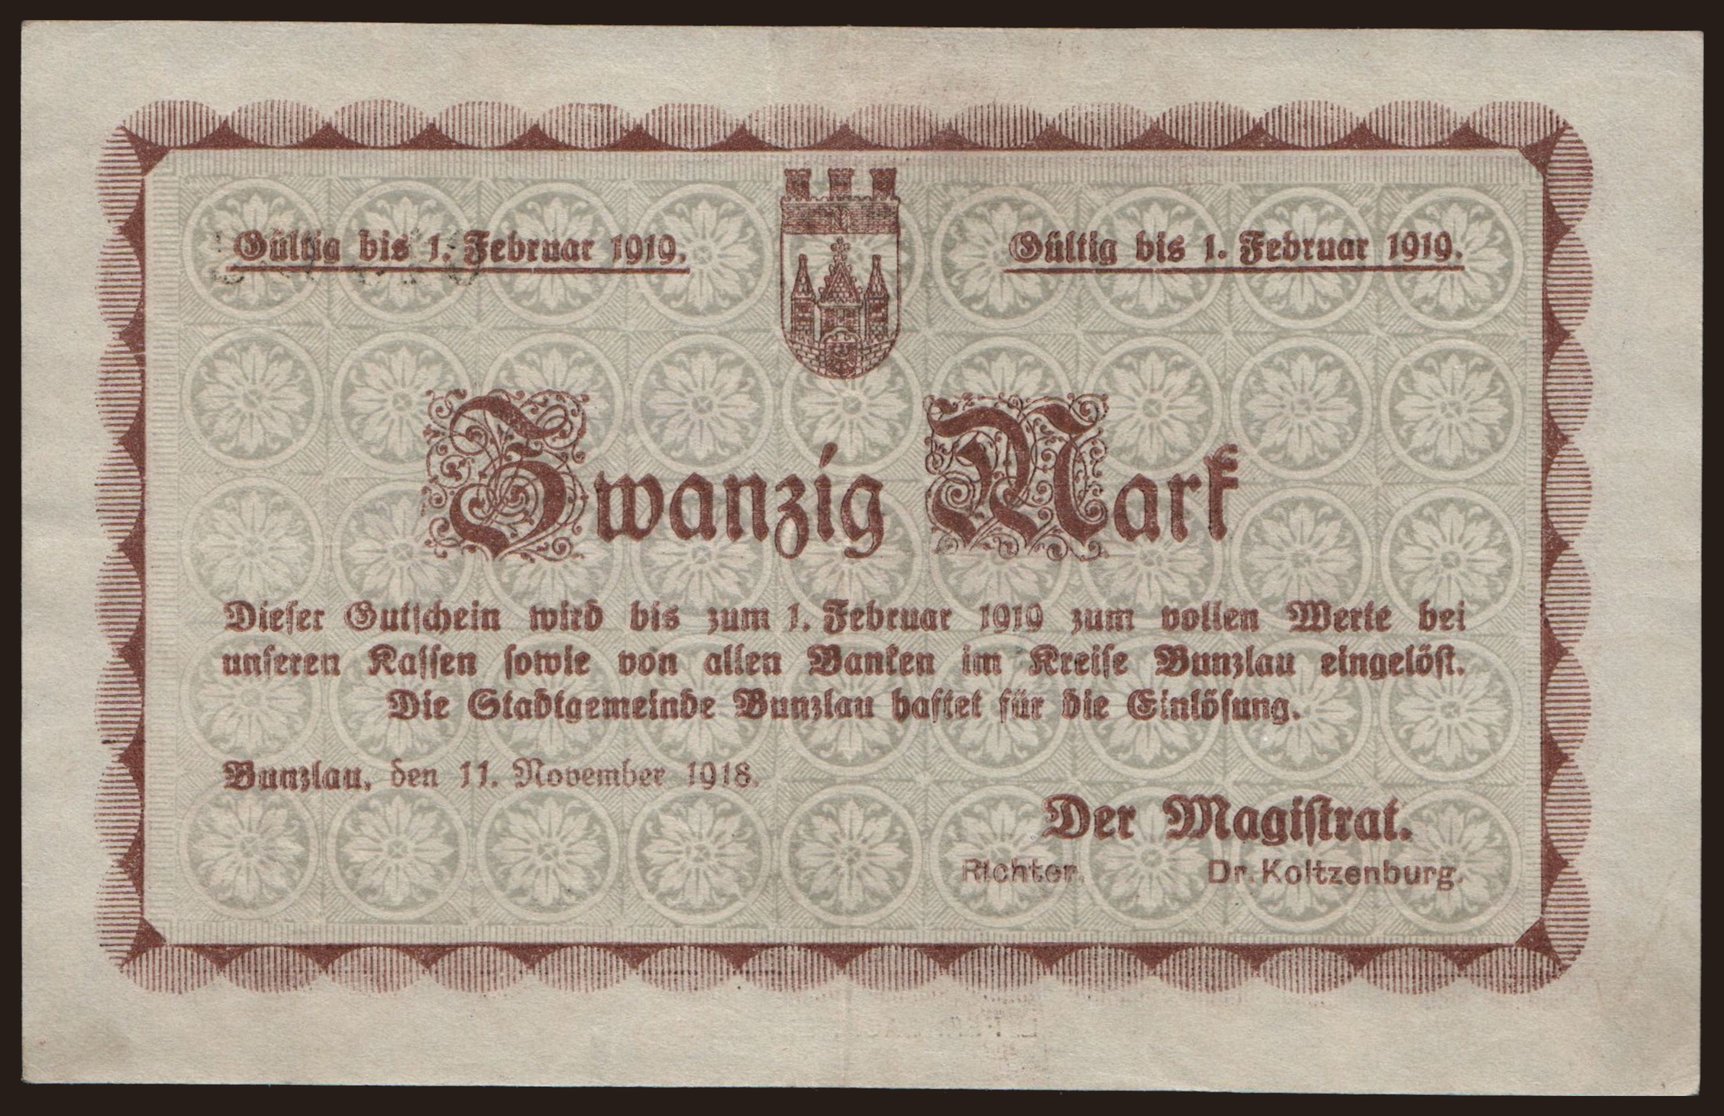 Gültig bis 1. Februar 1919.
Gültig bis 1. Februar 1919.
Zwanzig Mark
Dieser Gutschein wird bis zum 1. Februar 1919 zum vollen Werte bei
unseren Kassen sowie von allen Banken im Kreise Bunzlau eingelöst.
Die Stadtgemeinde Bunzlau haftet für die Einlösung.
Bunzlau, den 11. November 1918.
Der Magistrat.
Richter. Dr. Koltzenburg.